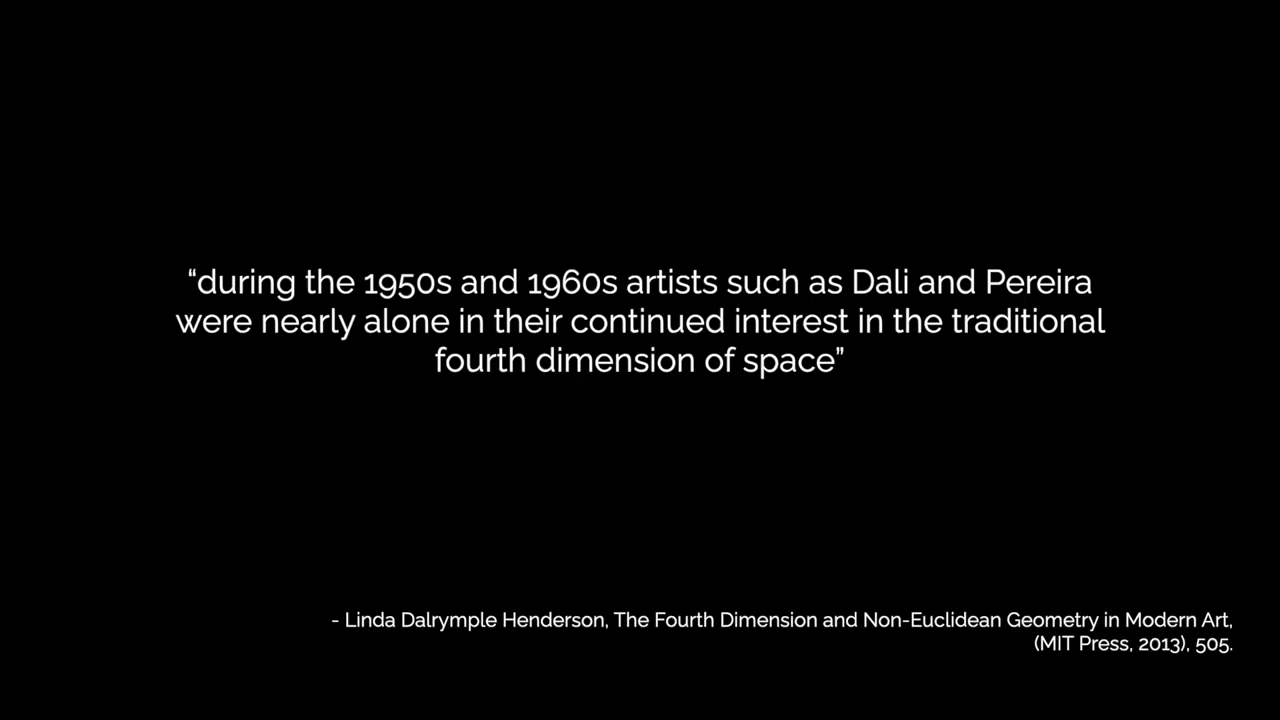 “during the 1950s and 1960s artists such as Dali and Pereira
were nearly alone in their continued interest in the traditional
fourth dimension of space”
- Linda Dalrymple Henderson, The Fourth Dimension and Non-Euclidean Geometry in Modern Art,
(MIT Press, 2013), 505.